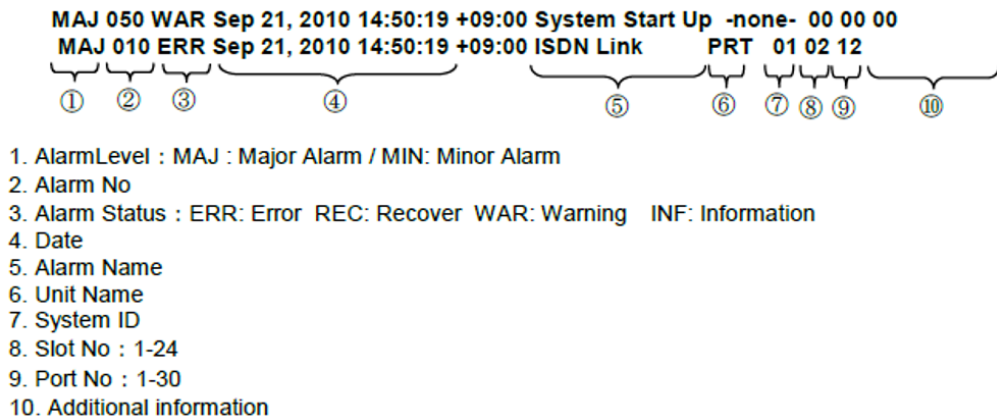 MAJ 050 WAR Sep 21, 2010 14:50:19 +09:00 System Start Up -none- 00 00 00
MAJ 010 ERR Sep 21, 2010 14:50:19 +09:00 ISDN Link PRT 01 02 12
① ② ③ ④ ⑤ ⑥ ⑦ ⑧ ⑨ ⑩
1. AlarmLevel : MAJ : Major Alarm / MIN: Minor Alarm
2. Alarm No
3. Alarm Status : ERR: Error REC: Recover WAR: Warning INF: Information
4. Date
5. Alarm Name
6. Unit Name
7. System ID
8. Slot No : 1-24
9. Port No : 1-30
10. Additional information